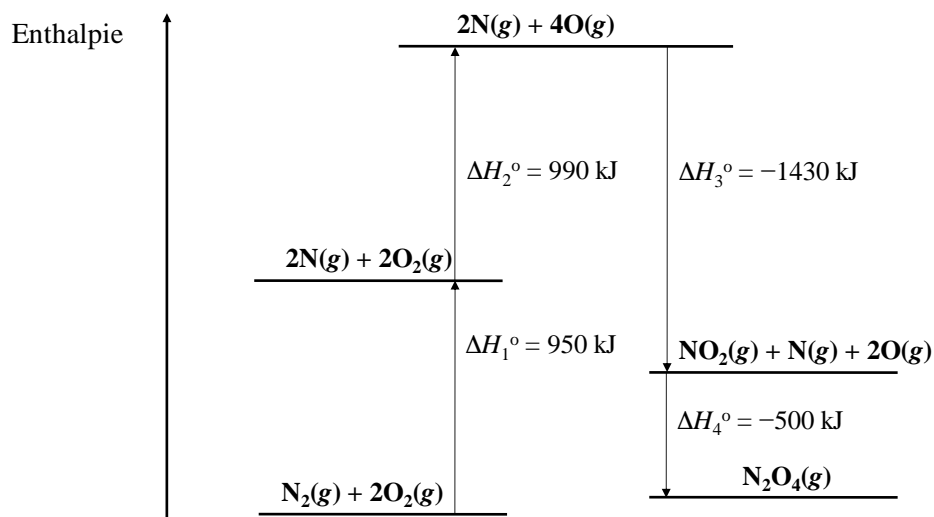 Enthalpie
2N(g) + 4O(g)
ΔH₂° = 990 kJ
ΔH₃° = −1430 kJ
2N(g) + 2O₂(g)
ΔH₁° = 950 kJ
NO₂(g) + N(g) + 2O(g)
ΔH₄° = −500 kJ
N₂O₄(g)
N₂(g) + 2O₂(g)